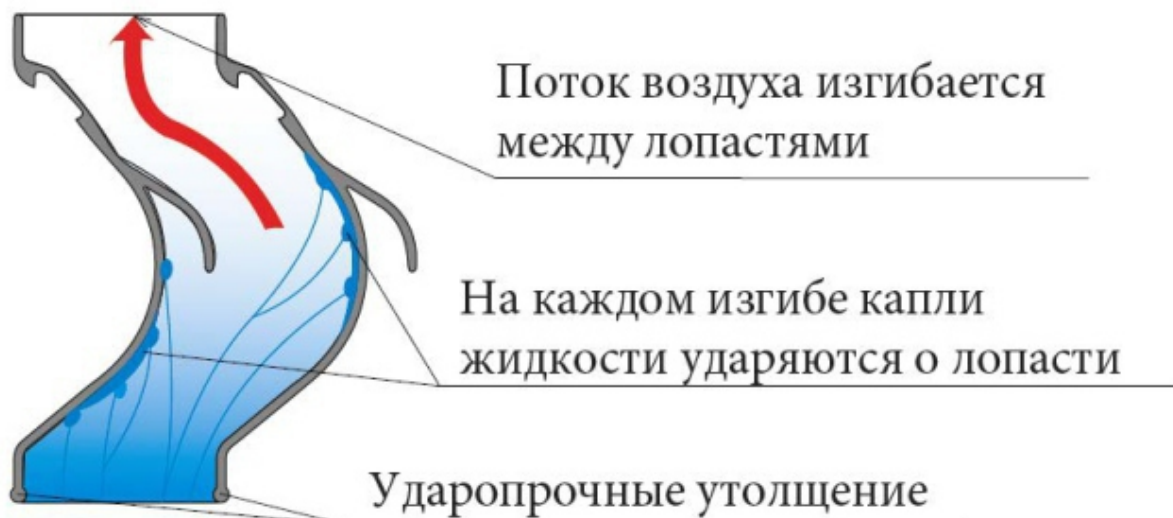 Поток воздуха изгибается
между лопастями
На каждом изгибе капли
жидкости ударяются о лопасти
Ударопрочные утолщение